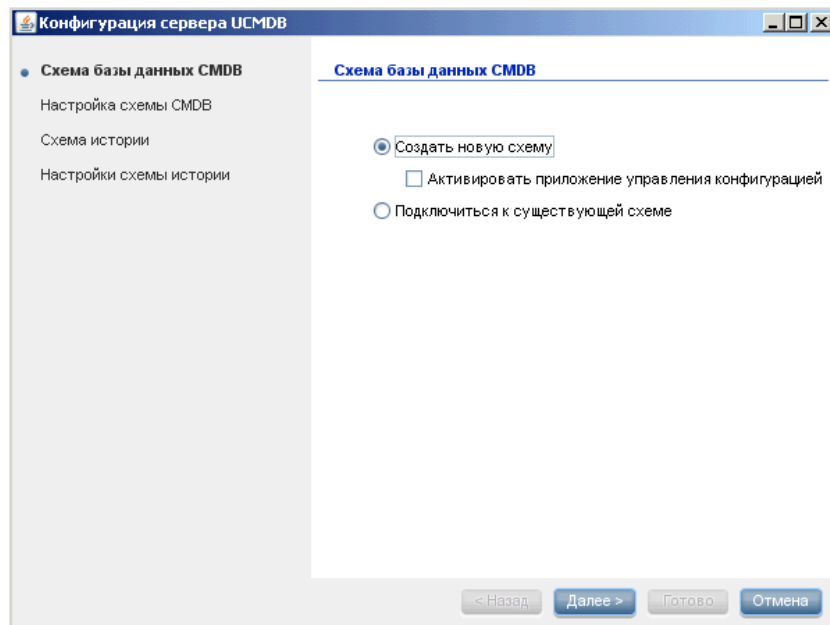 Конфигурация сервера UCMDB
Схема базы данных CMDB
Настройка схемы CMDB
Схема истории
Настройки схемы истории
Схема базы данных CMDB
Создать новую схему
Активировать приложение управления конфигурацией
Подключиться к существующей схеме
< Назад
Далее >
Готово
Отмена